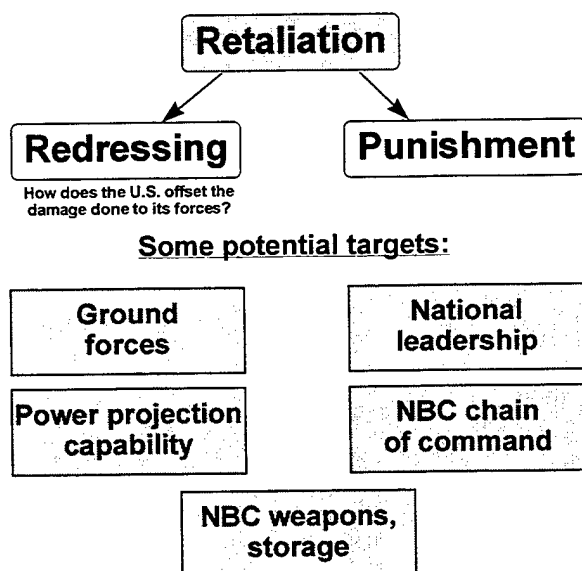 Retaliation
Redressing
Punishment
How does the U.S. offset the
damage done to its forces?
Some potential targets:
Ground
forces
National
leadership
Power projection
capability
NBC chain
of command
NBC weapons,
storage